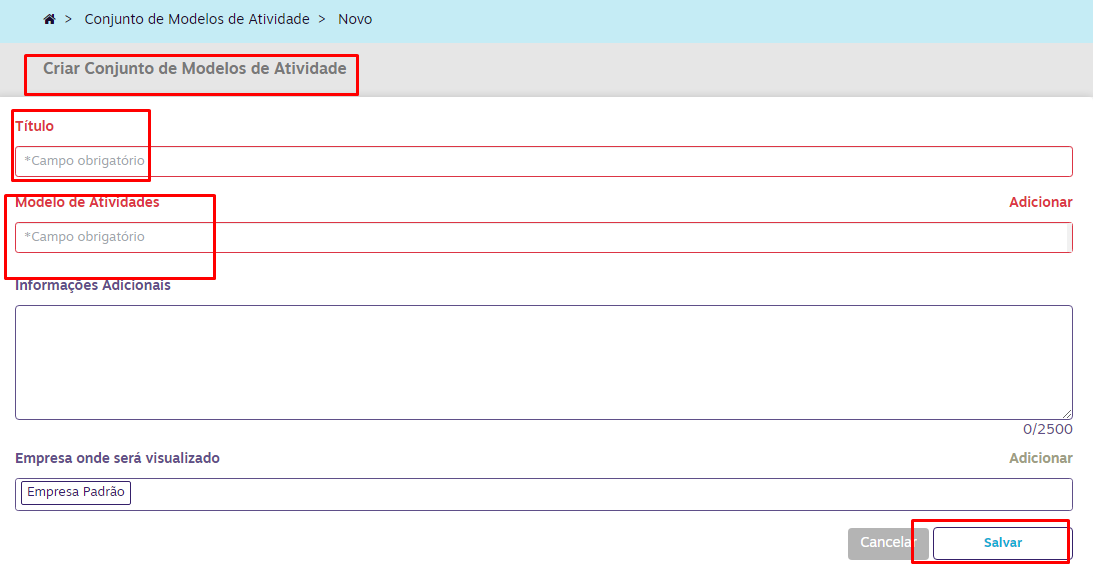 > Conjunto de Modelos de Atividade > Novo
Criar Conjunto de Modelos de Atividade
Título
*Campo obrigatório
Modelo de Atividades Adicionar
*Campo obrigatório
Informações Adicionais
0/2500
Empresa onde será visualizado Adicionar
Empresa Padrão
Cancelar Salvar